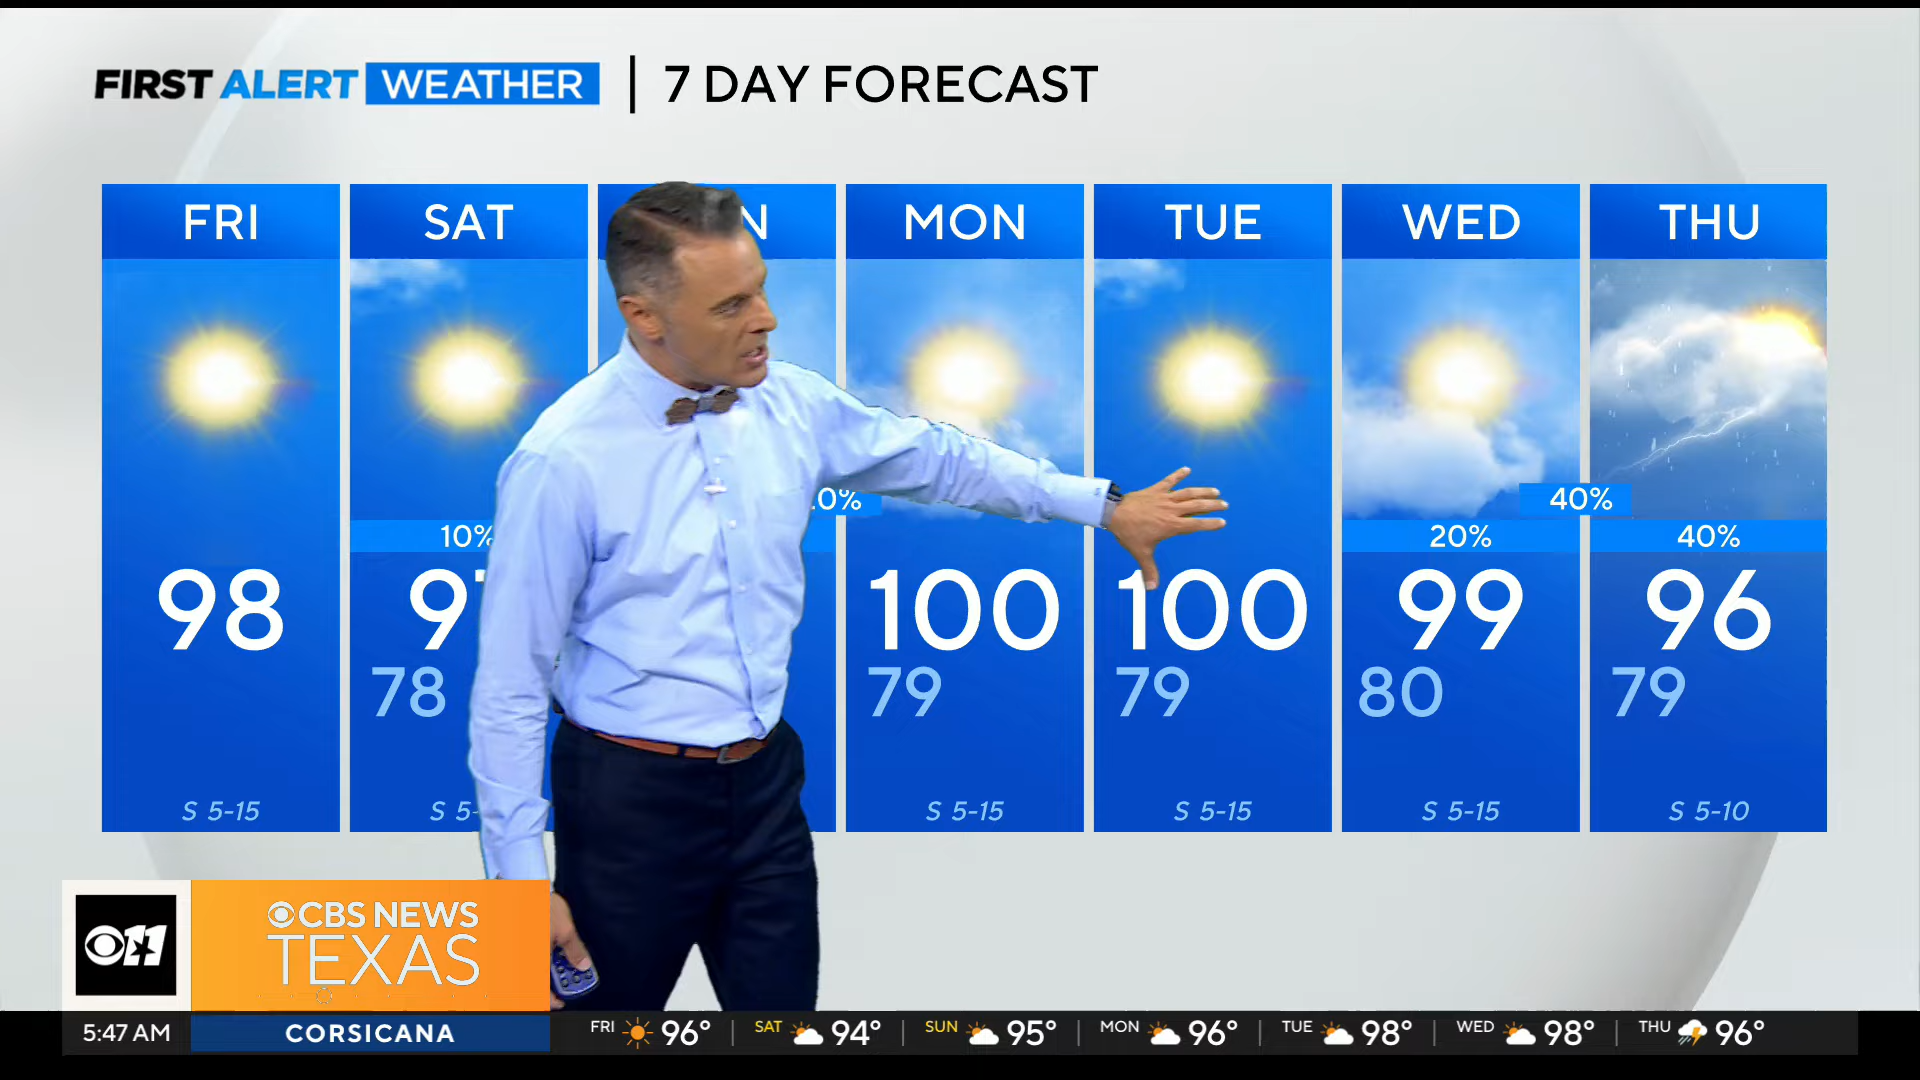 FIRST ALERT WEATHER | 7 DAY FORECAST
FRI
98
S 5-15
SAT
10%
78
MON
100
79
S 5-15
TUE
100
79
S 5-15
WED
20%
99
80
S 5-15
40%
THU
40%
96
79
S 5-10
11
CBS NEWS
TEXAS
5:47 AM
CORSICANA
FRI 96° | SAT 94° | SUN 95° | MON 96° | TUE 98° | WED 98° | THU 96°